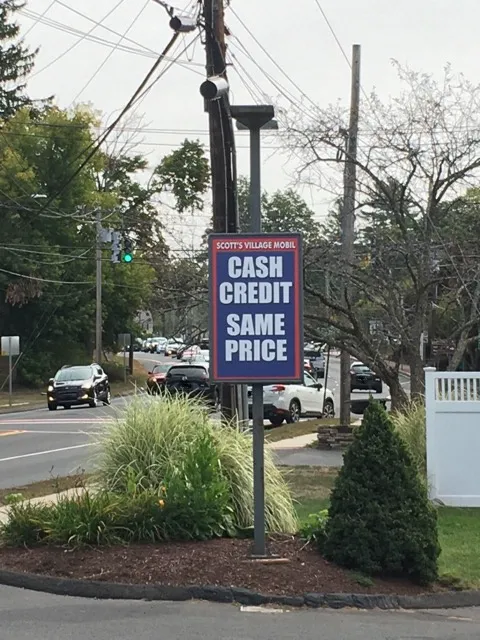 SCOTT'S VILLAGE MOBIL
CASH
CREDIT
SAME
PRICE